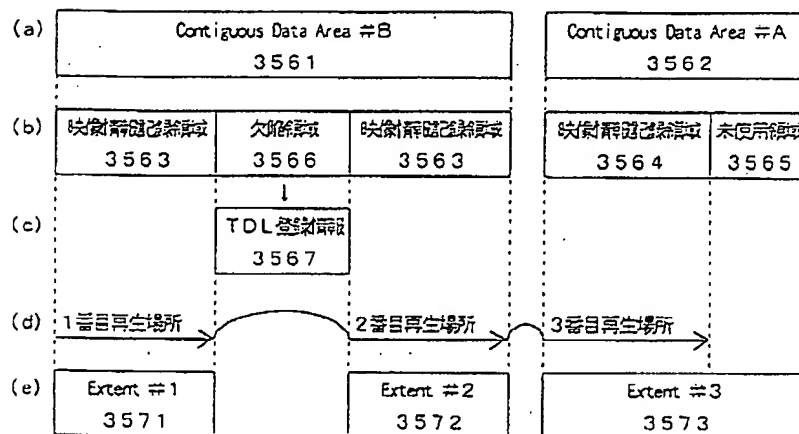 (a) Contiguous Data Area #B
3561
Contiguous Data Area #A
3562
(b) 映像情報記録領域
3563
欠陥領域
3566
映像情報記録領域
3563
映像情報記録領域
3564
未使用領域
3565
(c) TDL登録情報
3567
(d) 1番目再生場所
2番目再生場所
3番目再生場所
(e) Extent #1
3571
Extent #2
3572
Extent #3
3573